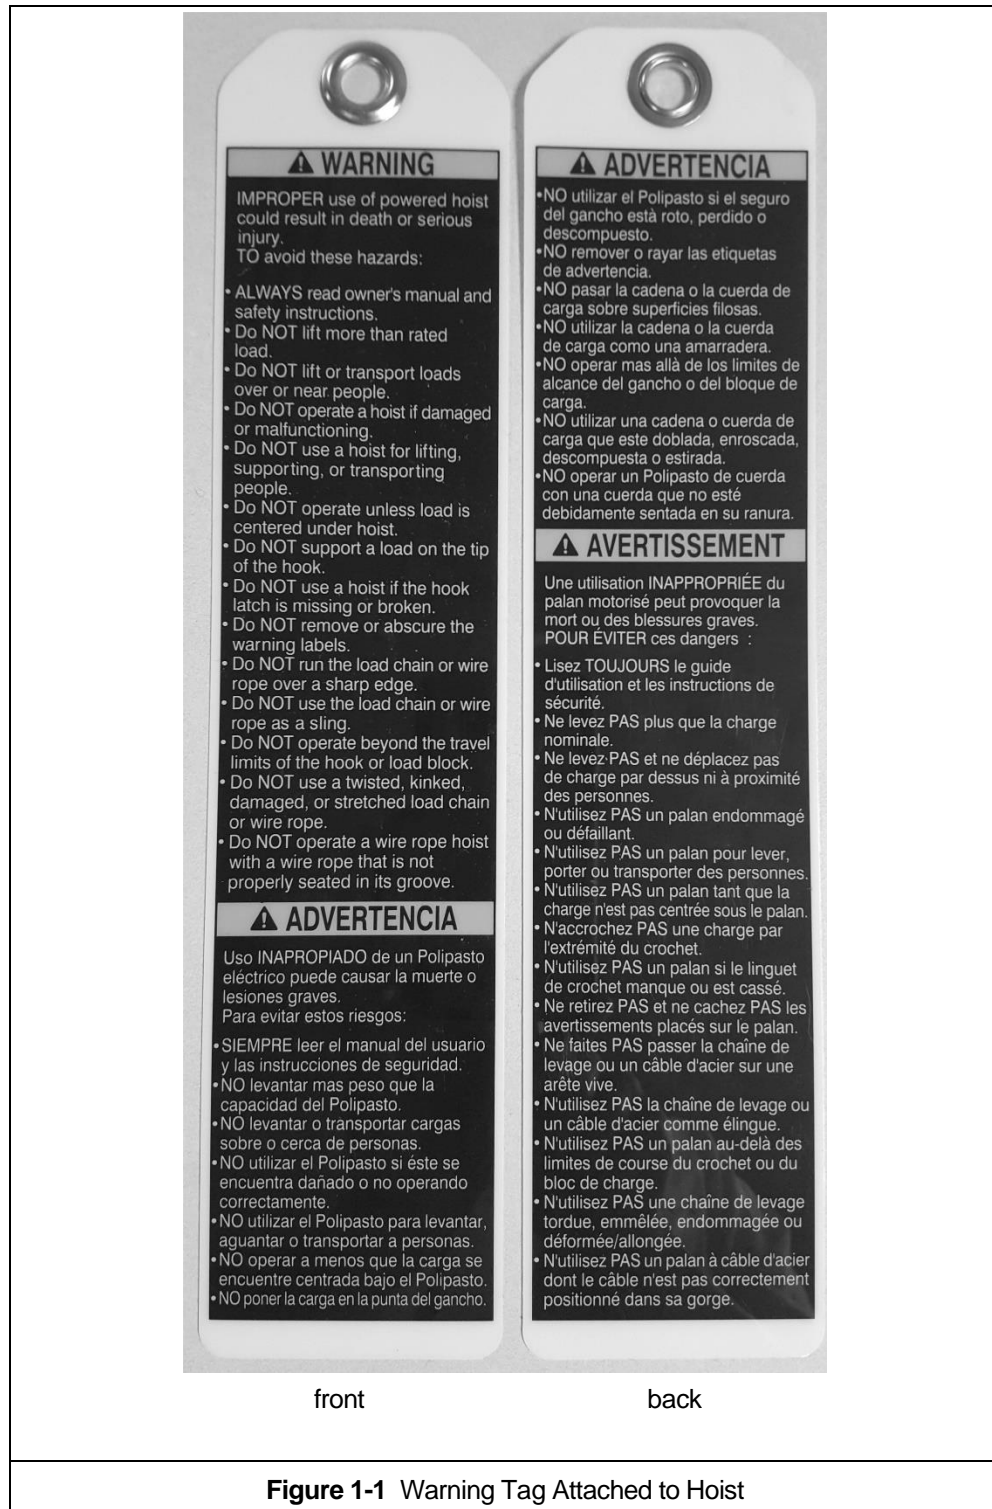 WARNING
IMPROPER use of powered hoist
could result in death or serious
injury.
TO avoid these hazards:
• ALWAYS read owner's manual and
safety instructions.
• Do NOT lift more than rated
load.
• Do NOT lift or transport loads
over or near people.
• Do NOT operate a hoist if damaged
or malfunctioning.
• Do NOT use a hoist for lifting,
supporting, or transporting
people.
• Do NOT operate unless load is
centered under hoist.
• Do NOT support a load on the tip
of the hook.
• Do NOT use a hoist if the hook
latch is missing or broken.
• Do NOT remove or abscure the
warning labels.
• Do NOT run the load chain or wire
rope over a sharp edge.
• Do NOT use the load chain or wire
rope as a sling.
• Do NOT operate beyond the travel
limits of the hook or load block.
• Do NOT use a twisted, kinked,
damaged, or stretched load chain
or wire rope.
• Do NOT operate a wire rope hoist
with a wire rope that is not
properly seated in its groove.
ADVERTENCIA
Uso INAPROPIADO de un Polipasto
eléctrico puede causar la muerte o
lesiones graves.
Para evitar estos riesgos:
•SIEMPRE leer el manual del usuario
y las instrucciones de seguridad.
•NO levantar mas peso que la
capacidad del Polipasto.
•NO levantar o transportar cargas
sobre o cerca de personas.
•NO utilizar el Polipasto si éste se
encuentra dañado o no operando
correctamente.
•NO utilizar el Polipasto para levantar,
aguantar o transportar a personas.
•NO operar a menos que la carga se
encuentre centrada bajo el Polipasto.
•NO poner la carga en la punta del gancho.
ADVERTENCIA
•NO utilizar el Polipasto si el seguro
del gancho està roto, perdido o
descompuesto.
•NO remover o rayar las etiquetas
de advertencia.
•NO pasar la cadena o la cuerda de
carga sobre superficies filosas.
•NO utilizar la cadena o la cuerda
de carga como una amarradera.
•NO operar mas allà de los limites de
alcance del gancho o del bloque de
carga.
•NO utilizar una cadena o cuerda de
carga que este doblada, enroscada,
descompuesta o estirada.
•NO operar un Polipasto de cuerda
con una cuerda que no esté
debidamente sentada en su ranura.
AVERTISSEMENT
Une utilisation INAPPROPRIÉE du
palan motorisé peut provoquer la
mort ou des blessures graves.
POUR ÉVITER ces dangers :
• Lisez TOUJOURS le guide
d'utilisation et les instructions de
sécurité.
• Ne levez PAS plus que la charge
nominale.
• Ne levez PAS et ne déplacez pas
de charge par dessus ni à proximité
des personnes.
• N'utilisez PAS un palan endommagé
ou défaillant.
• N'utilisez PAS un palan pour lever,
porter ou transporter des personnes.
• N'utilisez PAS un palan tant que la
charge n'est pas centrée sous le palan.
• N'accrochez PAS une charge par
l'extrémité du crochet.
• N'utilisez PAS un palan si le linguet
de crochet manque ou est cassé.
• Ne retirez PAS et ne cachez PAS les
avertissements placés sur le palan.
• Ne faites PAS passer la chaîne de
levage ou un câble d'acier sur une
arête vive.
• N'utilisez PAS la chaîne de levage ou
un câble d'acier comme élingue.
• N'utilisez PAS un palan au-delà des
limites de course du crochet ou du
bloc de charge.
• N'utilisez PAS une chaîne de levage
tordue, emmêlée, endommagée ou
déformée/allongée.
• N'utilisez PAS un palan à câble d'acier
dont le câble n'est pas correctement
positionné dans sa gorge.
front
back
Figure 1-1 Warning Tag Attached to Hoist